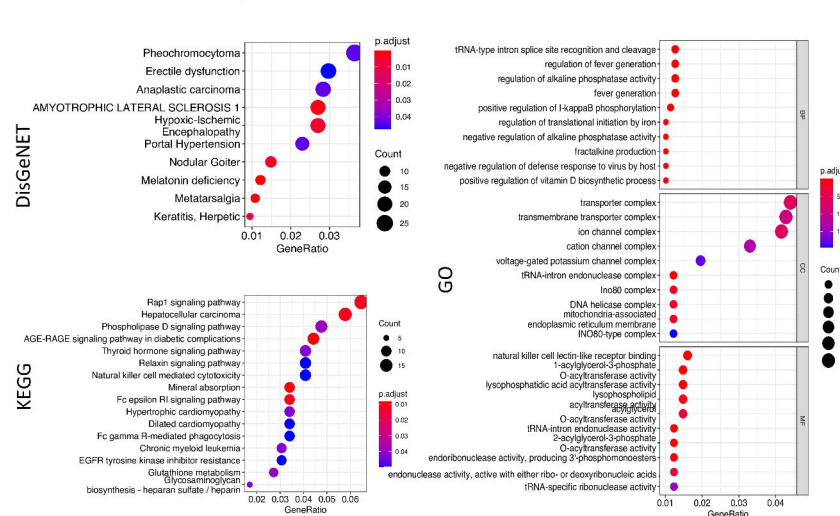 DisGeNET
Pheochromocytoma
Erectile dysfunction
Anaplastic carcinoma
AMYOTROPHIC LATERAL SCLEROSIS 1
Hypoxic-Ischemic
Encephalopathy
Portal Hypertension
Nodular Goiter
Melatonin deficiency
Metatarsalgia
Keratitis, Herpetic
0.01 0.02 0.03
GeneRatio
p.adjust
0.01
0.02
0.03
0.04
Count
10
15
20
25
KEGG
Rap1 signaling pathway
Hepatocellular carcinoma
Phospholipase D signaling pathway
AGE-RAGE signaling pathway in diabetic complications
Thyroid hormone signaling pathway
Relaxin signaling pathway
Natural killer cell mediated cytotoxicity
Mineral absorption
Fc epsilon RI signaling pathway
Hypertrophic cardiomyopathy
Dilated cardiomyopathy
Fc gamma R-mediated phagocytosis
Chronic myeloid leukemia
EGFR tyrosine kinase inhibitor resistance
Glutathione metabolism
Glycosaminoglycan
biosynthesis - heparan sulfate / heparin
0.02 0.03 0.04 0.05 0.06
GeneRatio
Count
5
10
15
p.adjust
0.01
0.02
0.03
0.04
GO
tRNA-type intron splice site recognition and cleavage
regulation of fever generation
regulation of alkaline phosphatase activity
fever generation
positive regulation of I-kappaB phosphorylation
regulation of translational initiation by iron
negative regulation of alkaline phosphatase activity
fractalkine production
negative regulation of defense response to virus by host
positive regulation of vitamin D biosynthetic process
BP
transporter complex
transmembrane transporter complex
ion channel complex
cation channel complex
voltage-gated potassium channel complex
tRNA-intron endonuclease complex
Ino80 complex
DNA helicase complex
mitochondria-associated
endoplasmic reticulum membrane
INO80-type complex
CC
natural killer cell lectin-like receptor binding
1-acylglycerol-3-phosphate
O-acyltransferase activity
lysophosphatidic acid acyltransferase activity
lysophospholipid
acyltransferase activity
acylglycerol
O-acyltransferase activity
tRNA-intron endonuclease activity
2-acylglycerol-3-phosphate
O-acyltransferase activity
endoribonuclease activity, producing 3'-phosphomonoesters
endonuclease activity, active with either ribo- or deoxyribonucleic acids
tRNA-specific ribonuclease activity
MF
0.01 0.02 0.03 0.04
GeneRatio
p.adju
Coun